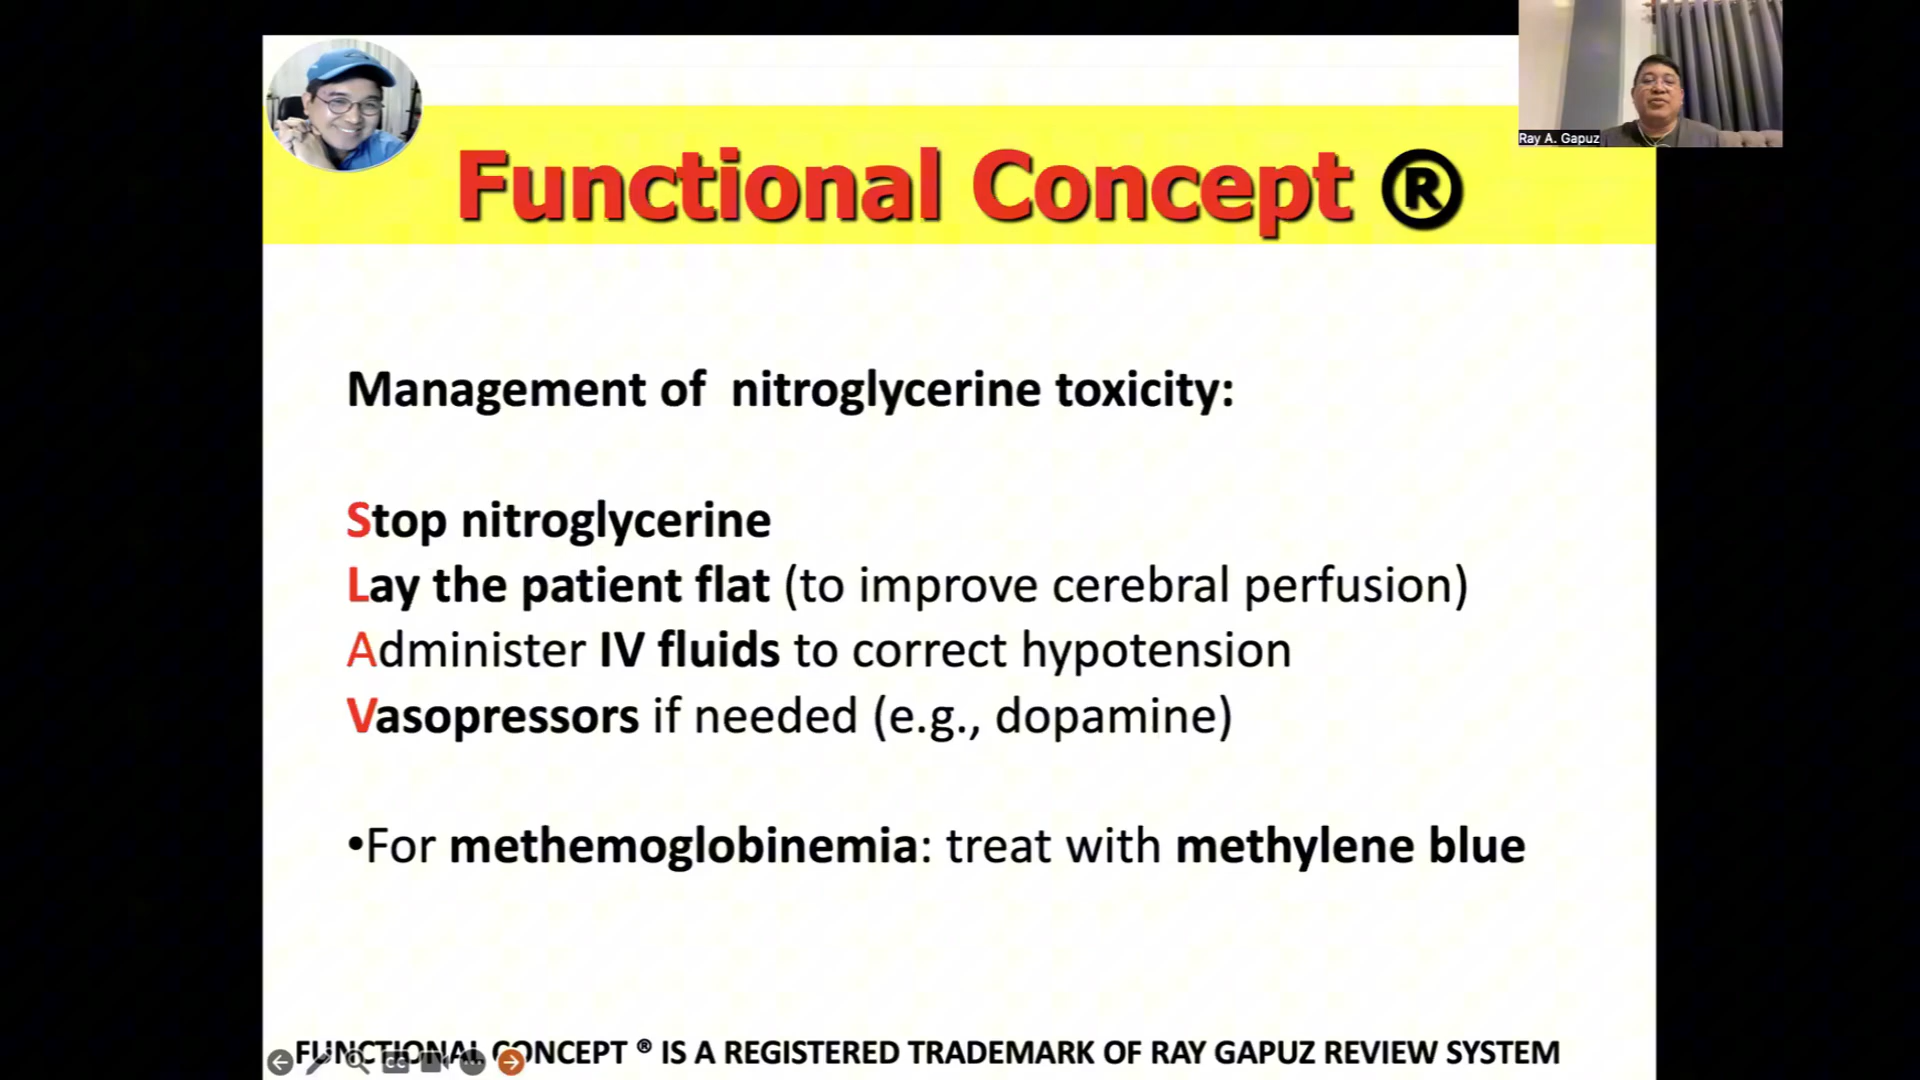 Ray A. Gapuz
Functional Concept ®
Management of nitroglycerine toxicity:
Stop nitroglycerine
Lay the patient flat (to improve cerebral perfusion)
Administer IV fluids to correct hypotension
Vasopressors if needed (e.g., dopamine)
•For methemoglobinemia: treat with methylene blue
FUNCTIONAL CONCEPT ® IS A REGISTERED TRADEMARK OF RAY GAPUZ REVIEW SYSTEM
CC